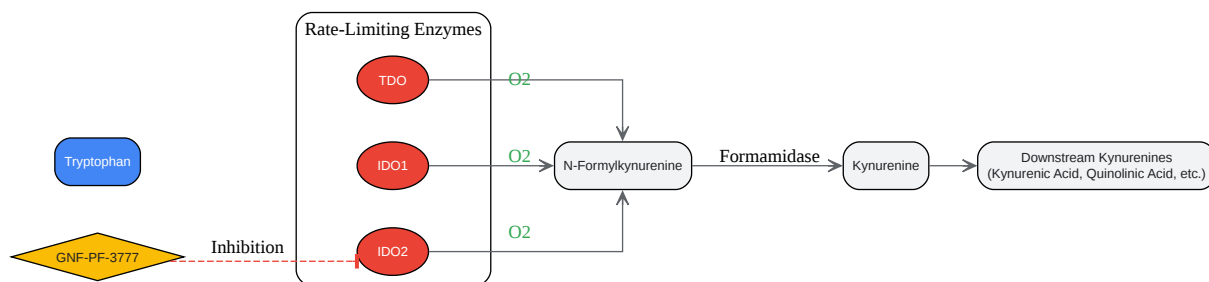 Rate-Limiting Enzymes
TDO
O2
Tryptophan
IDO1
O2
N-Formylkynurenine
Formamidase
Kynurenine
Downstream Kynurenines
(Kynurenic Acid, Quinolinic Acid, etc.)
GNF-PF-3777
Inhibition
IDO2
O2